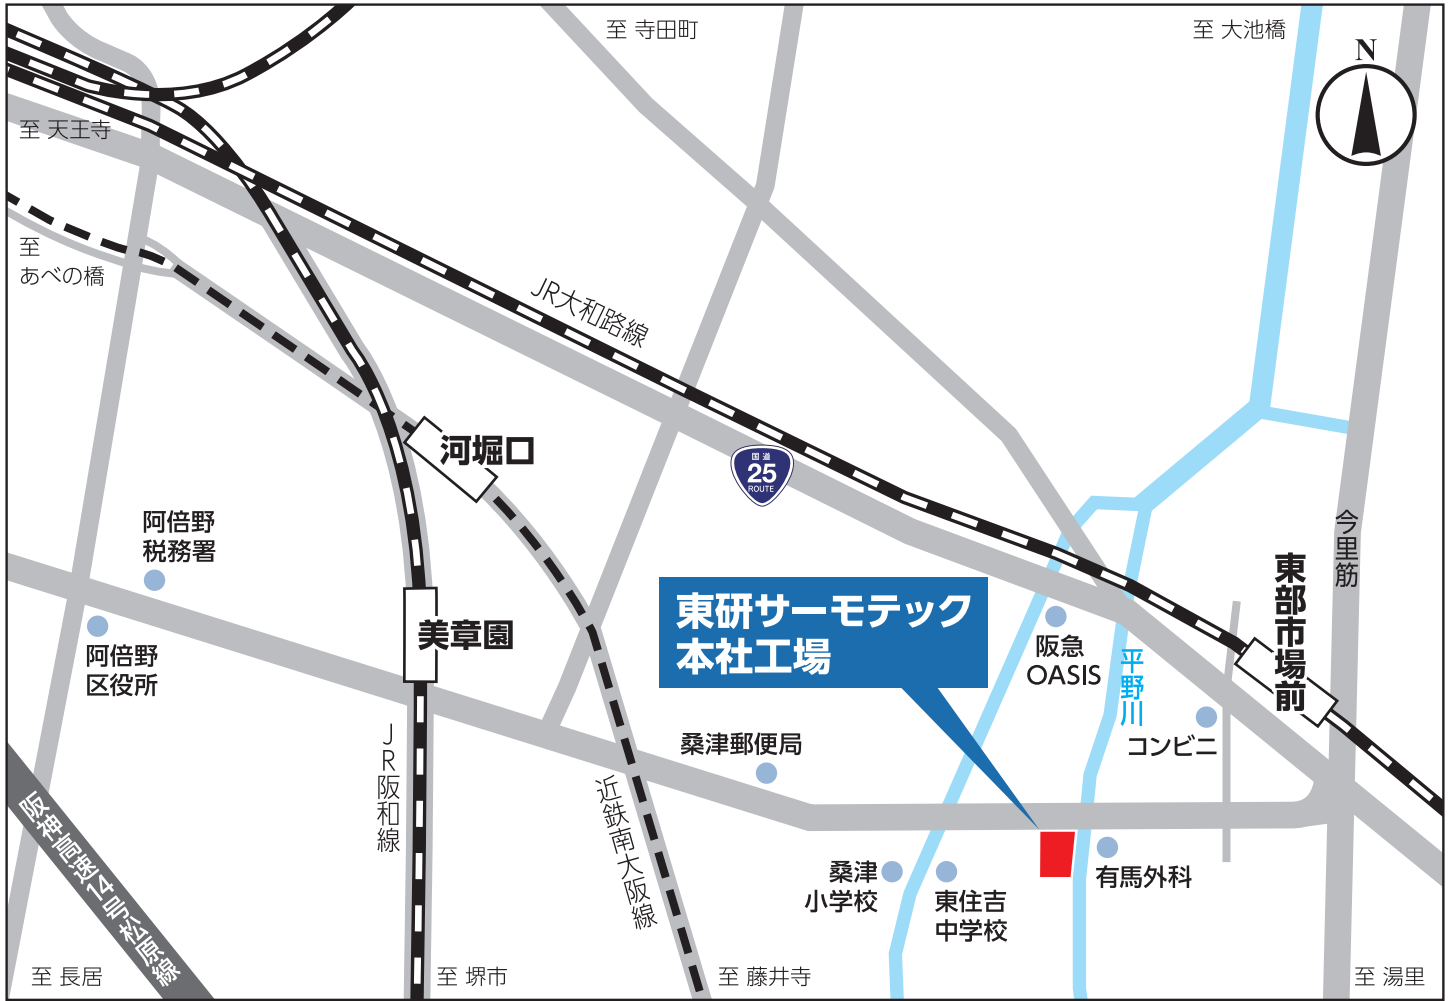 至 寺田町
至 大池橋
N
至 天王寺
至
あべの橋
JR大和路線
河堀口
国道
25
ROUTE
今里筋
阿倍野
税務署
東部市場前
東研サーモテック
本社工場
美章園
阪急
OASIS
平野川
阿倍野
区役所
JR阪和線
桑津郵便局
コンビニ
近鉄南大阪線
阪神高速14号松原線
桑津
小学校
東住吉
中学校
有馬外科
至 長居
至 堺市
至 藤井寺
至 湯里